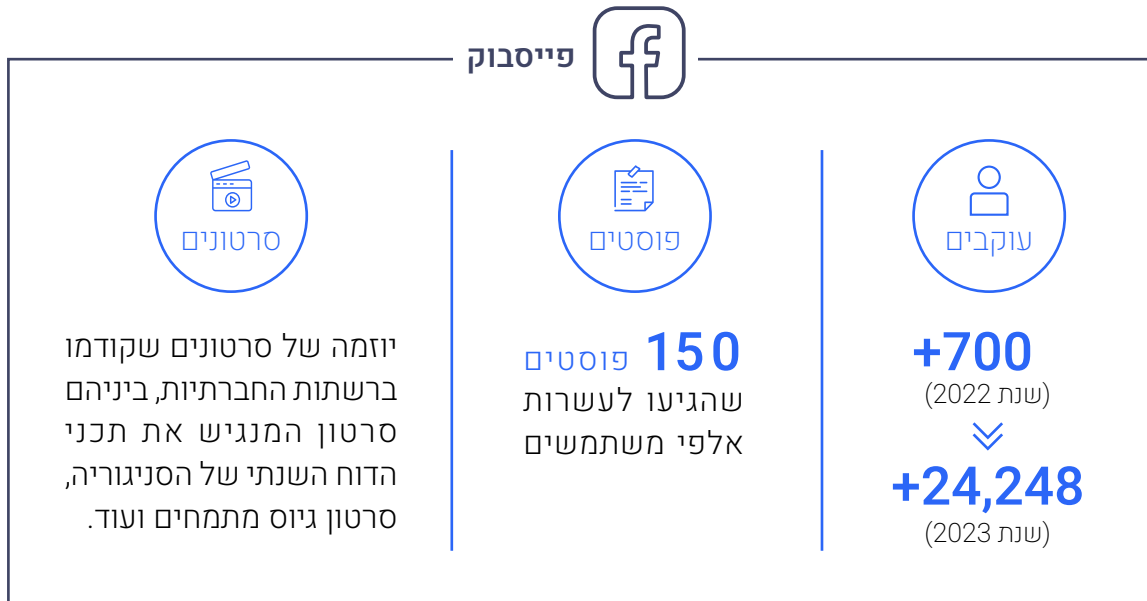 פייסבוק
עוקבים
+700
(שנת 2022)
+24,248
(שנת 2023)
פוסטים
150 פוסטים
שהגיעו לעשרות
אלפי משתמשים
סרטונים
יוזמה של סרטונים שקודמו
ברשתות החברתיות, ביניהם
סרטון המנגיש את תכני
הדוח השנתי של הסניגוריה,
סרטון גיוס מתמחים ועוד.